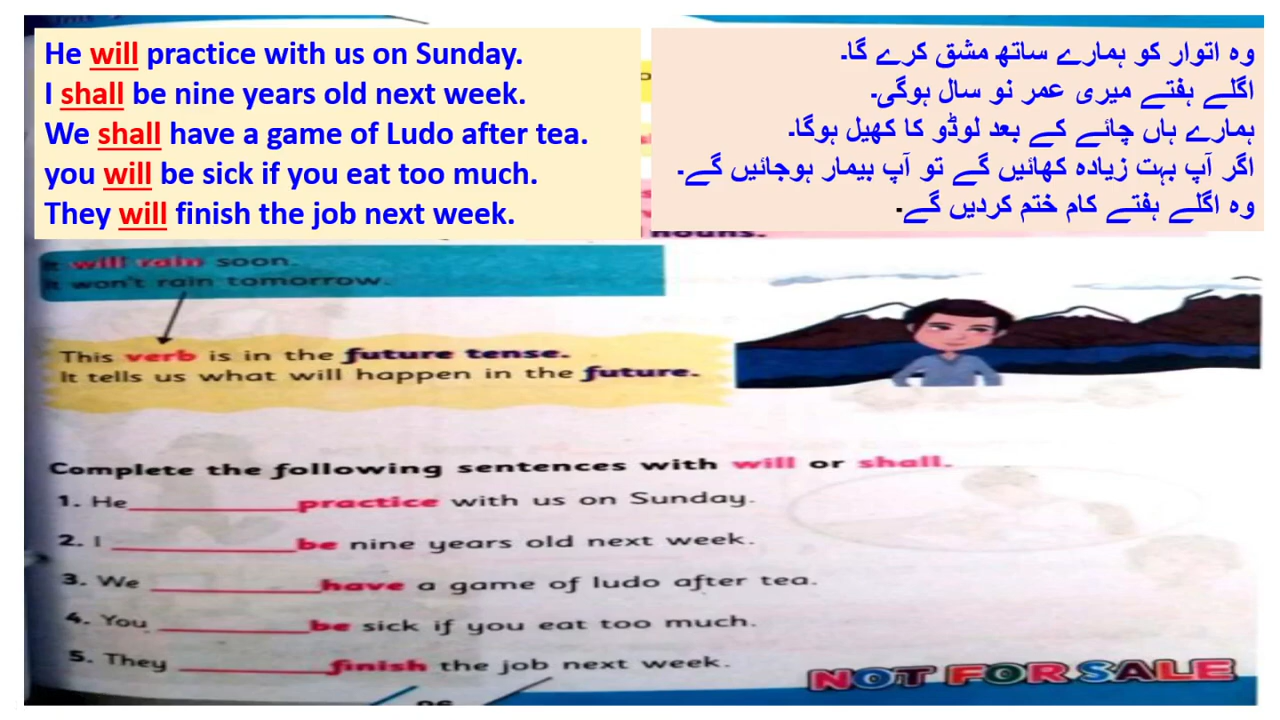 He will practice with us on Sunday.
I shall be nine years old next week.
We shall have a game of Ludo after tea.
you will be sick if you eat too much.
They will finish the job next week.
وہ اتوار کو ہمارے ساتھ مشق کرے گا۔
اگلے ہفتے میری عمر نو سال ہوگی۔
ہمارے ہاں چائے کے بعد لوڈو کا کھیل ہوگا۔
اگر آپ بہت زیادہ کھائیں گے تو آپ بیمار ہوجائیں گے۔
وہ اگلے ہفتے کام ختم کردیں گے۔
nouns.
It will rain soon.
It won't rain tomorrow.
This verb is in the future tense.
It tells us what will happen in the future.
Complete the following sentences with will or shall.
1. He____________practice with us on Sunday.
2. I ____________be nine years old next week.
3. We ____________have a game of ludo after tea.
4. You ____________be sick if you eat too much.
5. They ____________finish the job next week.
NOT FOR SALE